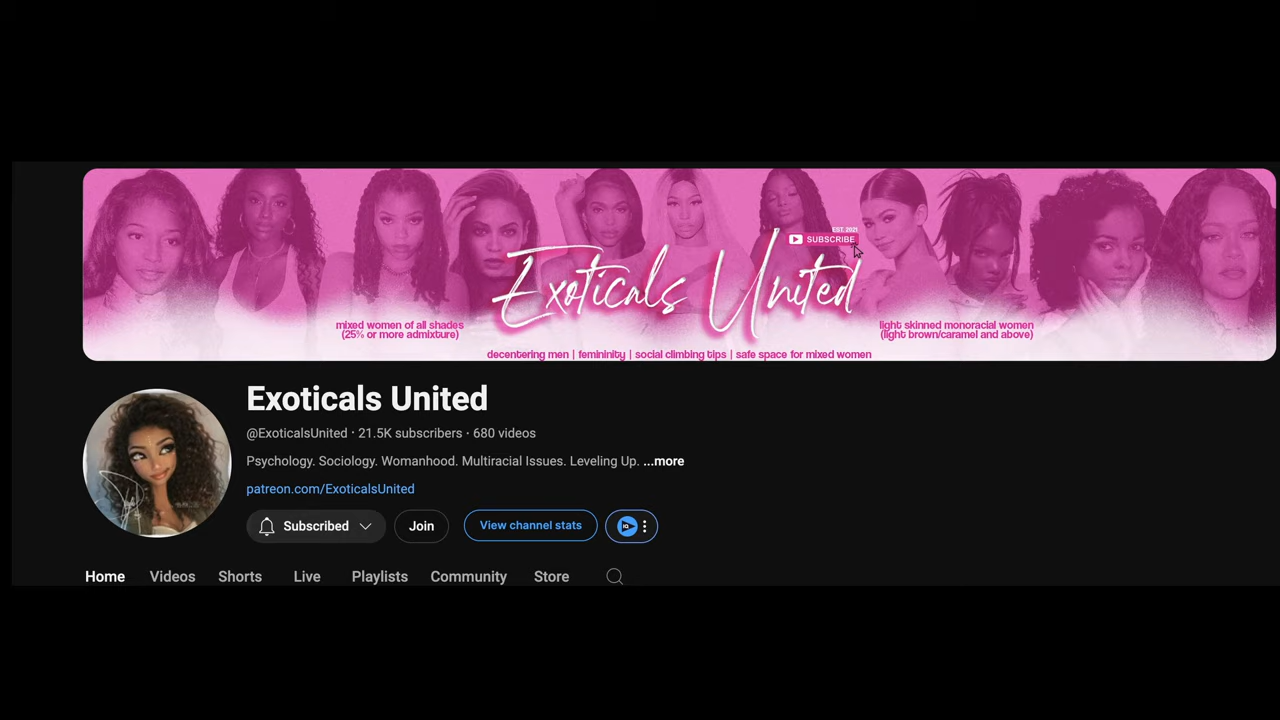 EST. 2021
SUBSCRIBE
Exoticals United
mixed women of all shades
(25% or more admixture)
light skinned monoracial women
(light brown/caramel and above)
decentering men | femininity | social climbing tips | safe space for mixed women
Exoticals United
@ExoticalsUnited · 21.5K subscribers · 680 videos
Psychology. Sociology. Womanhood. Multiracial Issues. Leveling Up. ...more
patreon.com/ExoticalsUnited
Subscribed Join View channel stats iq
Home Videos Shorts Live Playlists Community Store